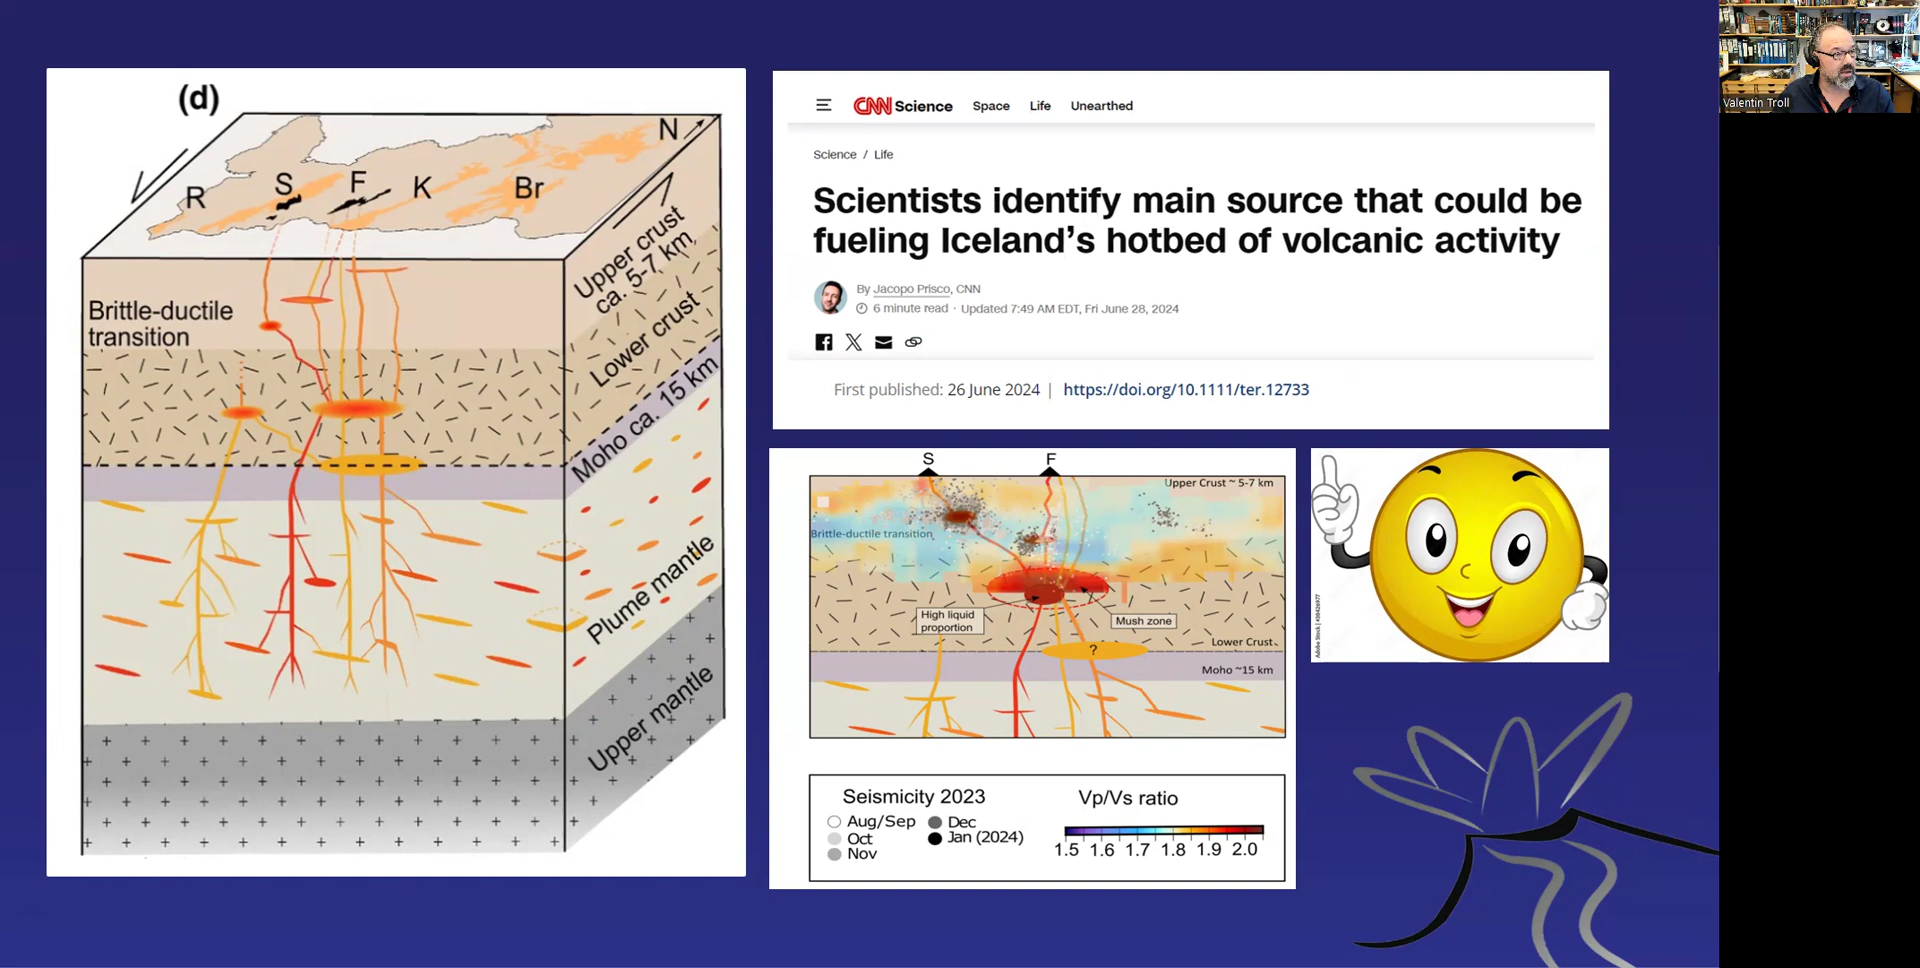 (d)
N
R
S
F
K
Br
Upper crust
ca. 5-7 km
Brittle-ductile
transition
Lower crust
Moho ca. 15 km
Plume mantle
Upper mantle
CNN Science Space Life Unearthed
Science / Life
Scientists identify main source that could be
fueling Iceland's hotbed of volcanic activity
By Jacopo Prisco, CNN
6 minute read · Updated 7:49 AM EDT, Fri June 28, 2024
First published: 26 June 2024 | https://doi.org/10.1111/ter.12733
S F
Upper Crust ~ 5-7 km
Brittle-ductile transition
High liquid
proportion
Mush zone
Lower Crust
?
Moho ~15 km
Seismicity 2023
Aug/Sep
Oct
Nov
Dec
Jan (2024)
Vp/Vs ratio
1.5 1.6 1.7 1.8 1.9 2.0
Valentin Troll